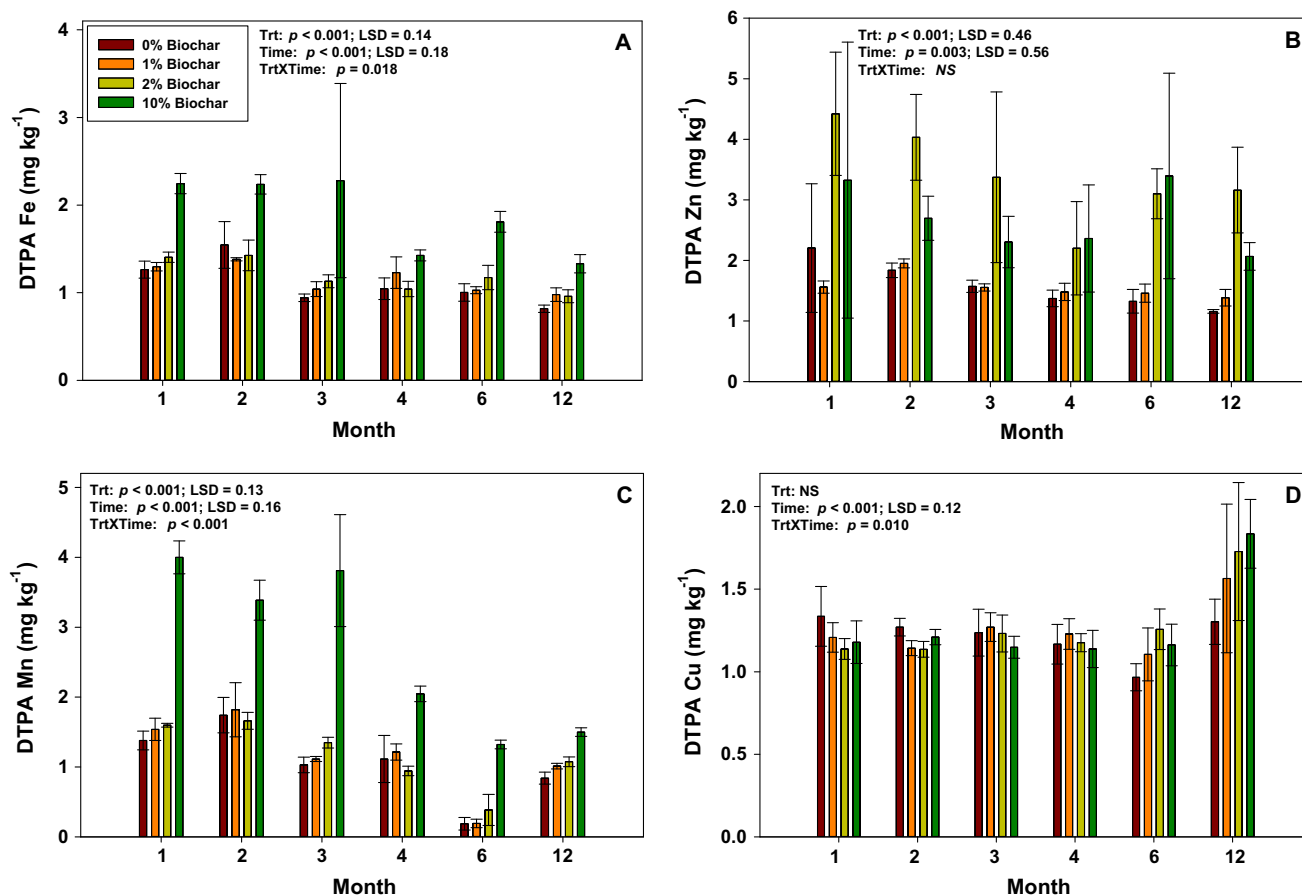 A
0% Biochar
1% Biochar
2% Biochar
10% Biochar
Trt: p < 0.001; LSD = 0.14
Time: p < 0.001; LSD = 0.18
TrtXTime: p = 0.018
DTPA Fe (mg kg-1)
4
3
2
1
0
1 2 3 4 6 12
Month
B
Trt: p < 0.001; LSD = 0.46
Time: p = 0.003; LSD = 0.56
TrtXTime: NS
DTPA Zn (mg kg-1)
6
5
4
3
2
1
0
1 2 3 4 6 12
Month
C
Trt: p < 0.001; LSD = 0.13
Time: p < 0.001; LSD = 0.16
TrtXTime: p < 0.001
DTPA Mn (mg kg-1)
5
4
3
2
1
0
1 2 3 4 6 12
Month
D
Trt: NS
Time: p < 0.001; LSD = 0.12
TrtXTime: p = 0.010
DTPA Cu (mg kg-1)
2.0
1.5
1.0
0.5
0.0
1 2 3 4 6 12
Month